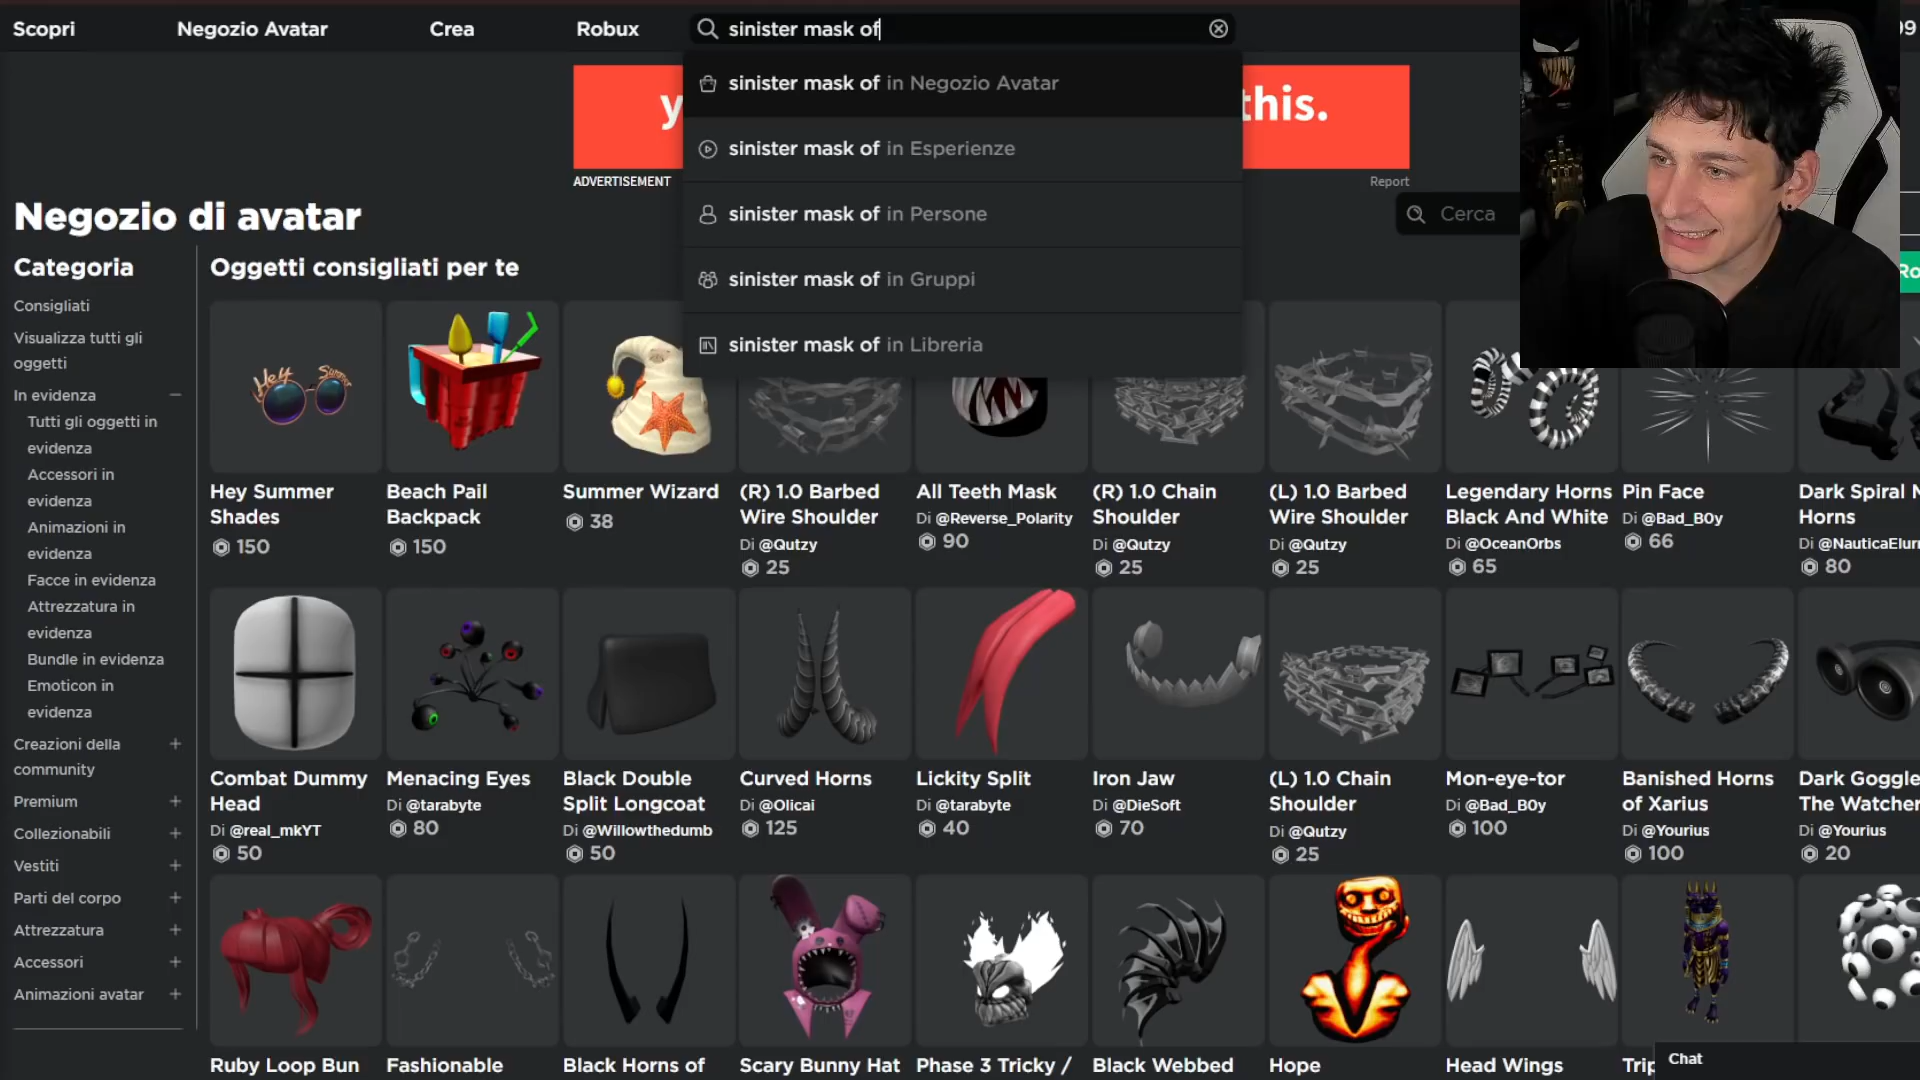 Scopri
Negozio Avatar
Crea
Robux
sinister mask of
sinister mask of in Negozio Avatar
sinister mask of in Esperienze
sinister mask of in Persone
sinister mask of in Gruppi
sinister mask of in Libreria
this.
ADVERTISEMENT
Report
Negozio di avatar
Cerca
Categoria
Consigliati
Visualizza tutti gli
oggetti
In evidenza
Tutti gli oggetti in
evidenza
Accessori in
evidenza
Animazioni in
evidenza
Facce in evidenza
Attrezzatura in
evidenza
Bundle in evidenza
Emoticon in
evidenza
Creazioni della
community
Premium
Collezionabili
Vestiti
Parti del corpo
Attrezzatura
Accessori
Animazioni avatar
Oggetti consigliati per te
Hey Summer
Shades
150
Beach Pail
Backpack
150
Summer Wizard
38
(R) 1.0 Barbed
Wire Shoulder
Di @Qutzy
25
All Teeth Mask
Di @Reverse_Polarity
90
(R) 1.0 Chain
Shoulder
Di @Qutzy
25
(L) 1.0 Barbed
Wire Shoulder
Di @Qutzy
25
Legendary Horns
Black And White
Di @OceanOrbs
65
Pin Face
Di @Bad_B0y
66
Dark Spiral
Horns
Di
80
Combat Dummy
Head
Di @real_mkYT
50
Menacing Eyes
Di @tarabyte
80
Black Double
Split Longcoat
Di @Willowthedumb
50
Curved Horns
Di @Olicai
125
Lickity Split
Di @tarabyte
40
Iron Jaw
Di @DieSoft
70
(L) 1.0 Chain
Shoulder
Di @Qutzy
25
Mon-eye-tor
Di @Bad_B0y
100
Banished Horns
of Xarius
Di @Yourius
100
Dark Goggle
The Watcher
Di @Yourius
20
Ruby Loop Bun
Fashionable
Black Horns of
Scary Bunny Hat
Phase 3 Tricky /
Black Webbed
Hope
Head Wings
Chat